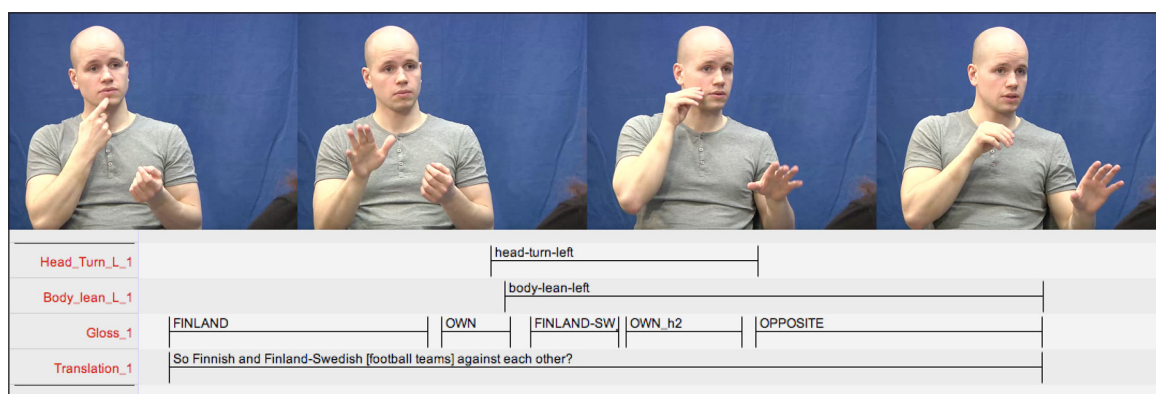 Head_Turn_L_1 head-turn-left
Body_lean_L_1 body-lean-left
Gloss_1 FINLAND OWN FINLAND-SW OWN_h2 OPPOSITE
Translation_1 So Finnish and Finland-Swedish [football teams] against each other?